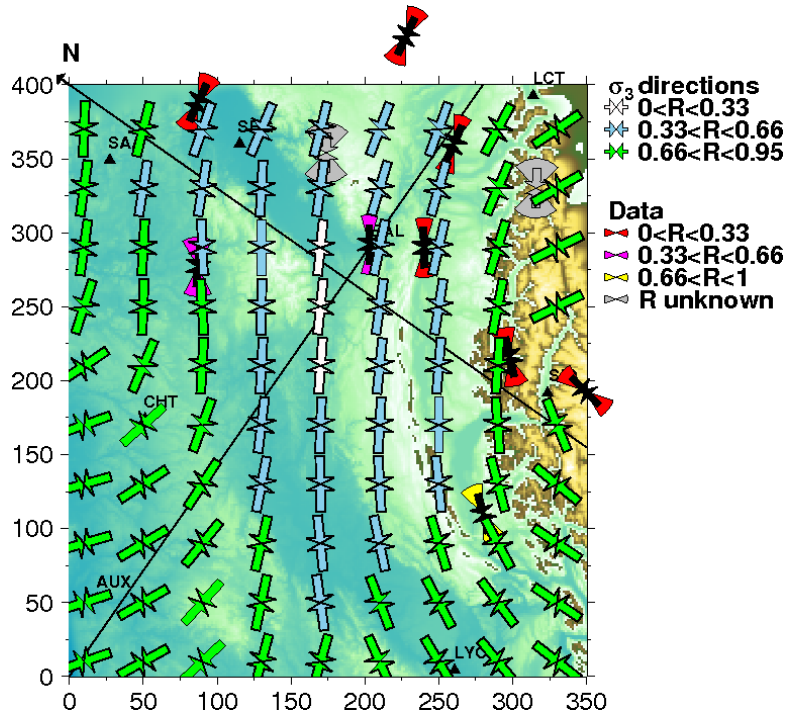 N
LCT
400
350
300
250
200
150
100
50
0
0 50 100 150 200 250 300 350
SA
CHT
AUX
LYO
σ3 directions
0<R<0.33
0.33<R<0.66
0.66<R<0.95
Data
0<R<0.33
0.33<R<0.66
0.66<R<1
R unknown